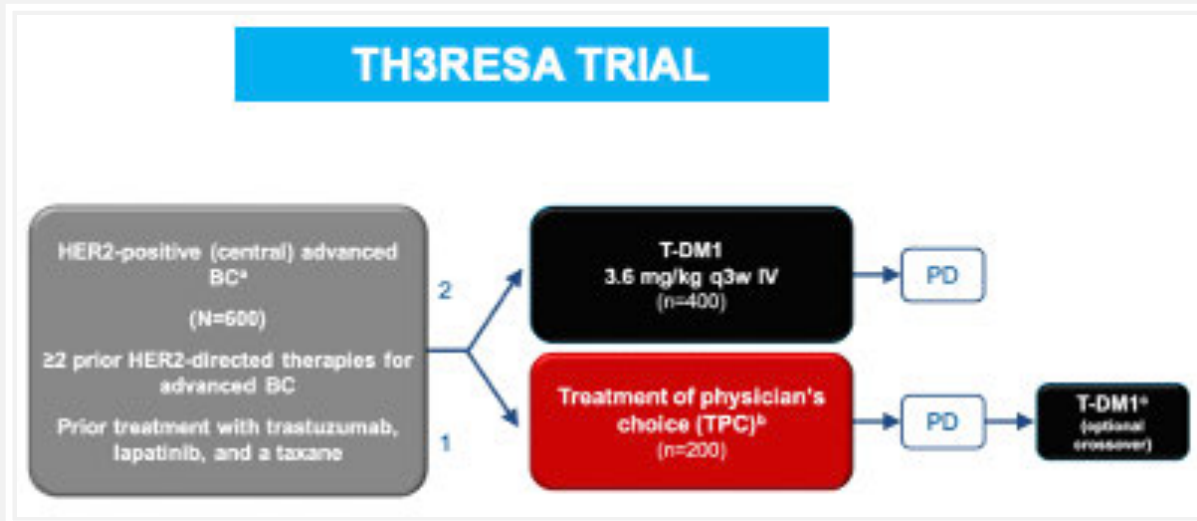 TH3RESA TRIAL
HER2-positive (central) advanced
BCᵃ
(N=600)
≥2 prior HER2-directed therapies for
advanced BC
Prior treatment with trastuzumab,
lapatinib, and a taxane
2
1
T-DM1
3.6 mg/kg q3w IV
(n=400)
PD
Treatment of physician's
choice (TPC)ᵇ
(n=200)
PD
T-DM1ᶜ
(optional
crossover)